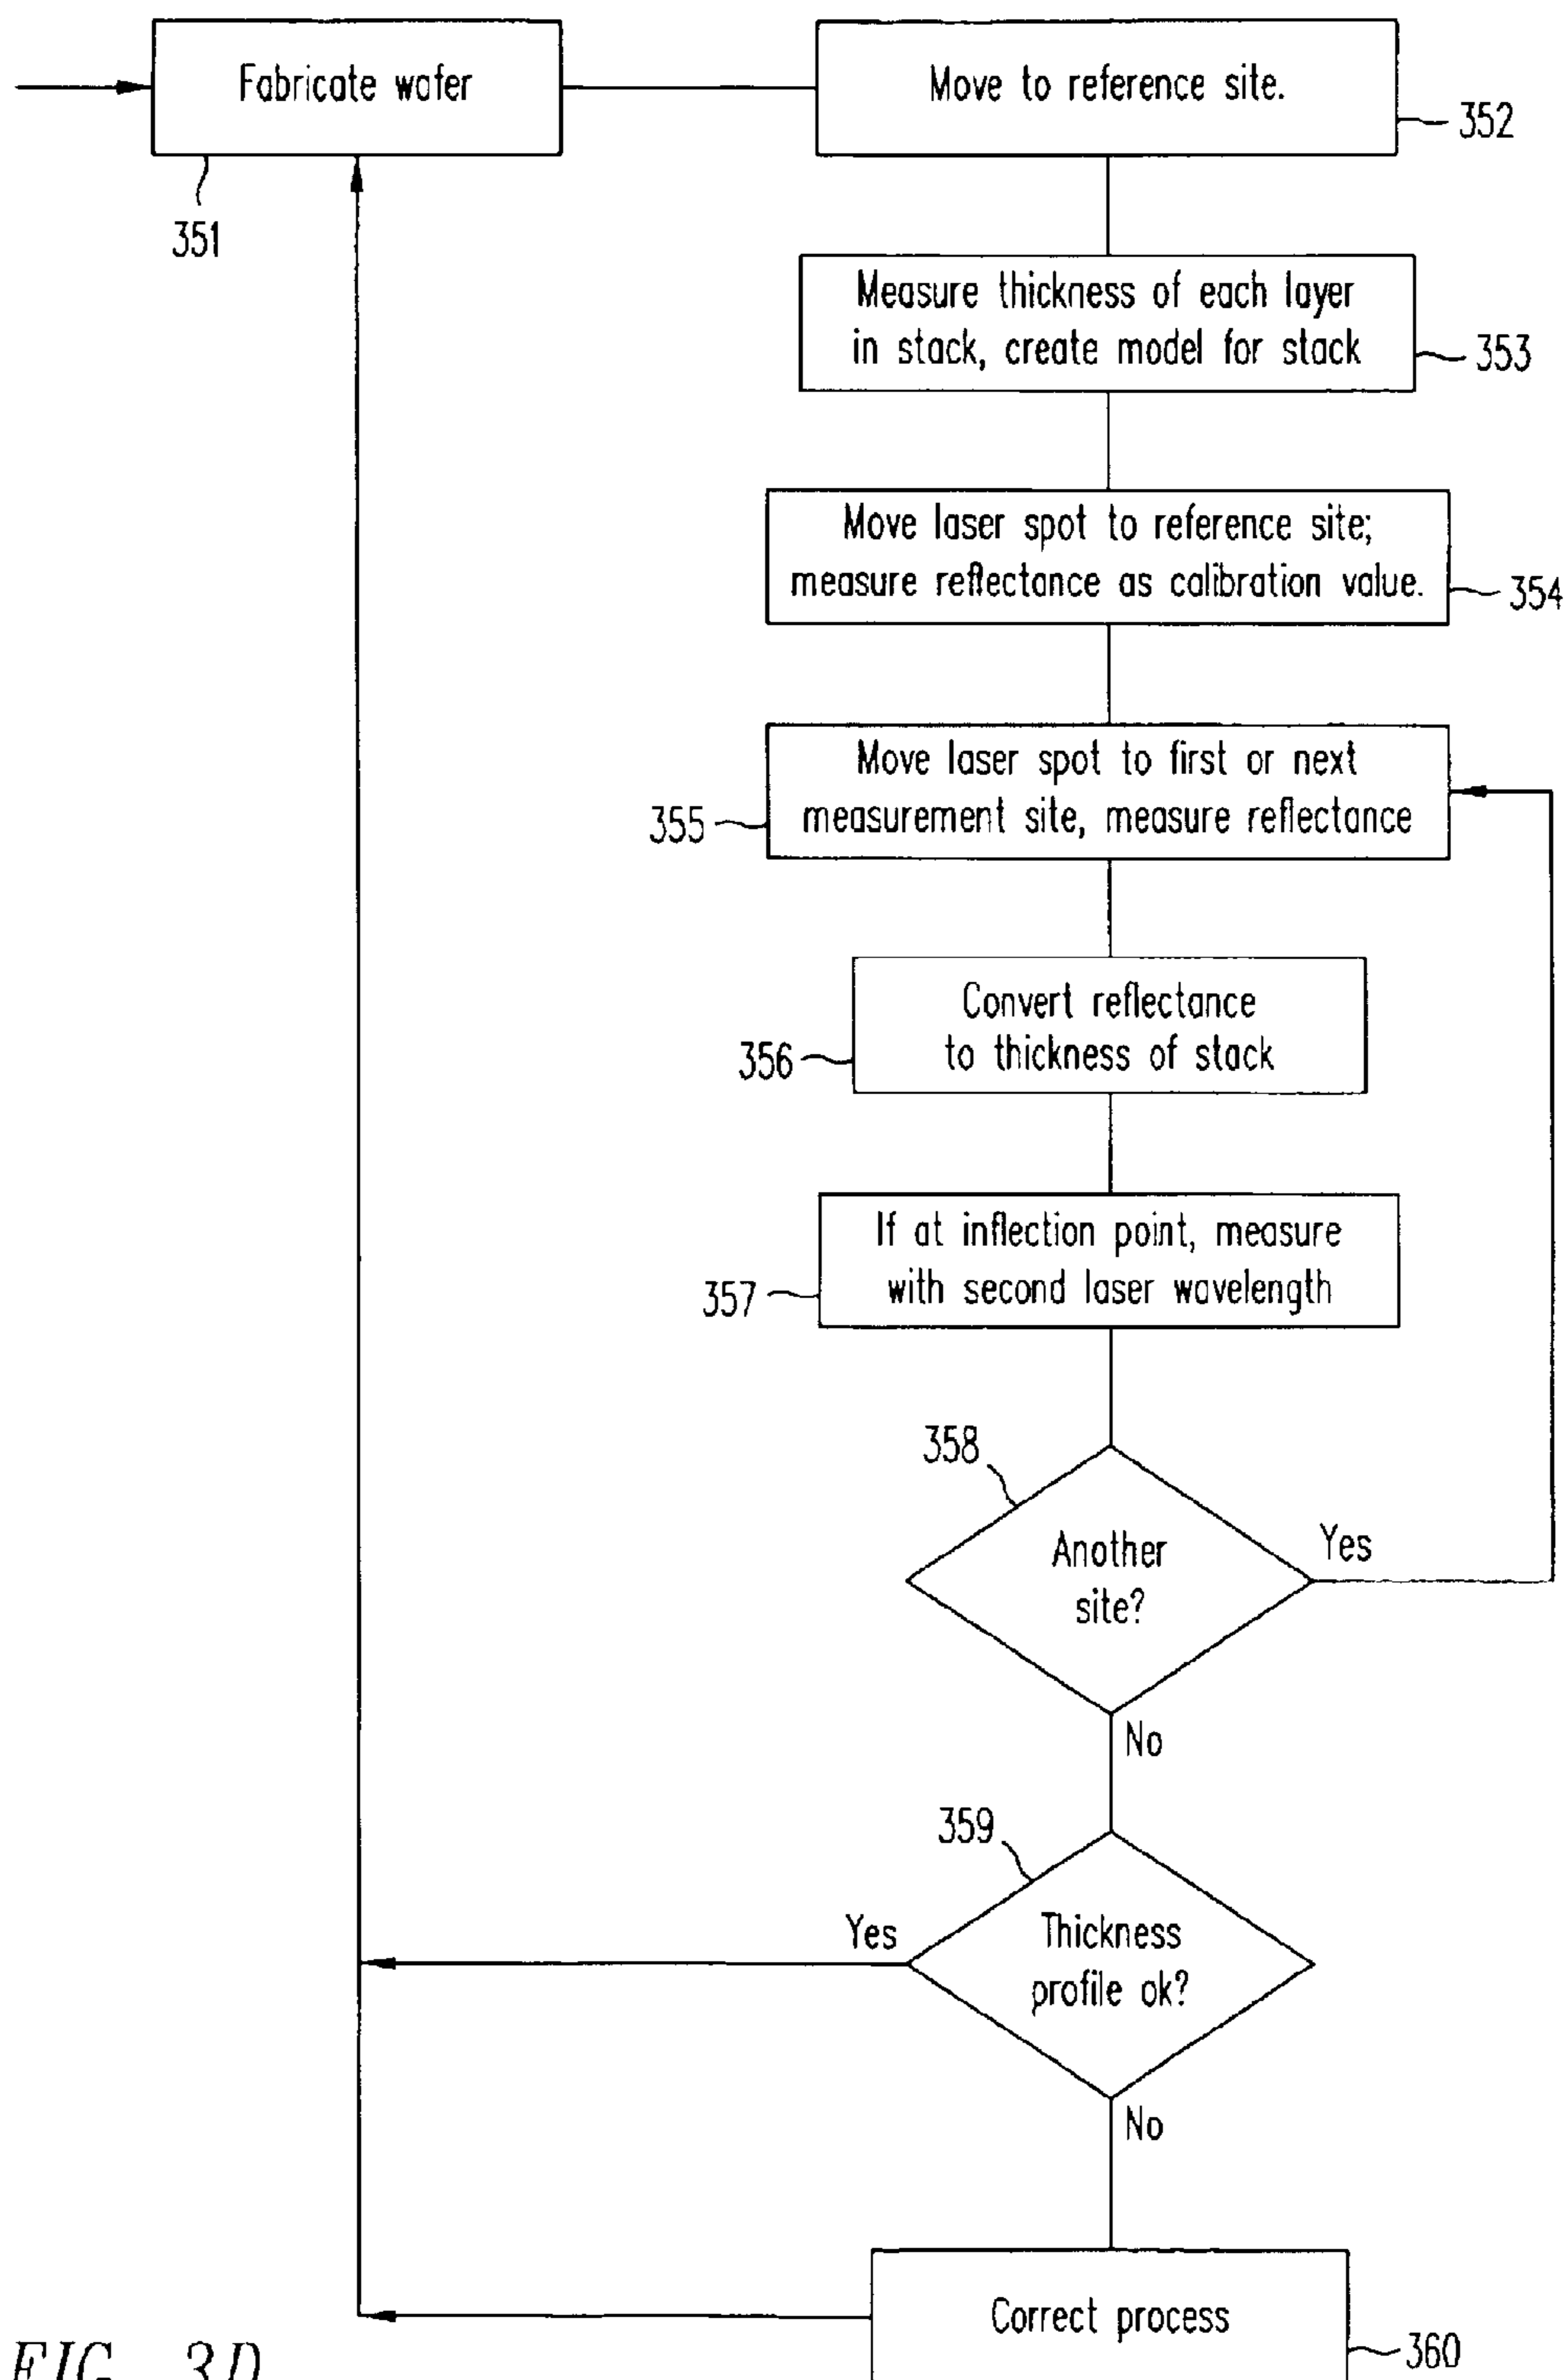 Fabricate wafer
351
Move to reference site.
352
Measure thickness of each layer
in stack, create model for stack
353
Move laser spot to reference site;
measure reflectance as calibration value.
354
Move laser spot to first or next
measurement site, measure reflectance
355
Convert reflectance
to thickness of stack
356
If at inflection point, measure
with second laser wavelength
357
358
Another
site?
Yes
No
359
Thickness
profile ok?
Yes
No
Correct process
360
FIG. 3D